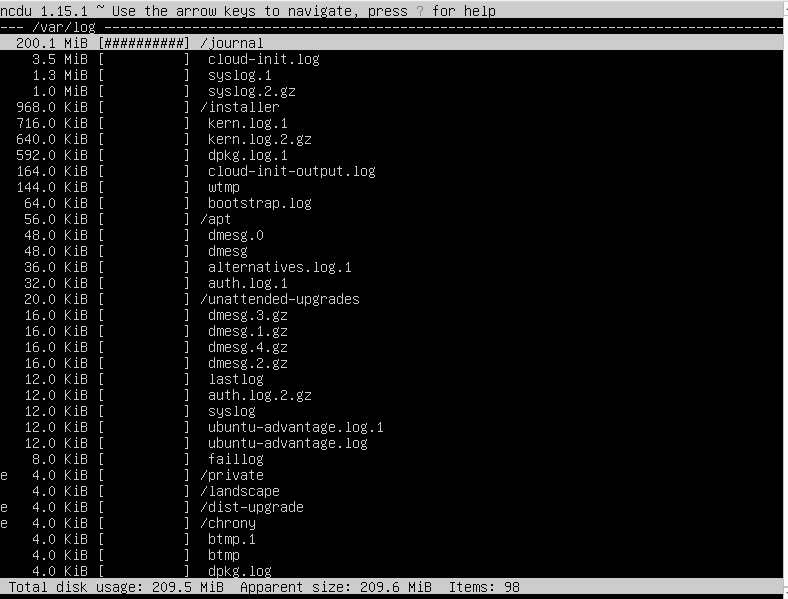 ncdu 1.15.1 ~ Use the arrow keys to navigate, press ? for help
--- /var/log ---
200.1 MiB [##########] /journal
3.5 MiB [          ]  cloud-init.log
1.3 MiB [          ]  syslog.1
1.0 MiB [          ]  syslog.2.gz
968.0 KiB [          ] /installer
716.0 KiB [          ]  kern.log.1
640.0 KiB [          ]  kern.log.2.gz
592.0 KiB [          ]  dpkg.log.1
164.0 KiB [          ]  cloud-init-output.log
144.0 KiB [          ]  wtmp
64.0 KiB [          ]  bootstrap.log
56.0 KiB [          ] /apt
48.0 KiB [          ]  dmesg.0
48.0 KiB [          ]  dmesg
36.0 KiB [          ]  alternatives.log.1
32.0 KiB [          ]  auth.log.1
20.0 KiB [          ] /unattended-upgrades
16.0 KiB [          ]  dmesg.3.gz
16.0 KiB [          ]  dmesg.1.gz
16.0 KiB [          ]  dmesg.4.gz
16.0 KiB [          ]  dmesg.2.gz
12.0 KiB [          ]  lastlog
12.0 KiB [          ]  auth.log.2.gz
12.0 KiB [          ]  syslog
12.0 KiB [          ]  ubuntu-advantage.log.1
12.0 KiB [          ]  ubuntu-advantage.log
8.0 KiB [          ]  faillog
e   4.0 KiB [          ] /private
4.0 KiB [          ] /landscape
e   4.0 KiB [          ] /dist-upgrade
e   4.0 KiB [          ] /chrony
4.0 KiB [          ]  btmp.1
4.0 KiB [          ]  btmp
4.0 KiB [          ]  dpkg.log
Total disk usage: 209.5 MiB  Apparent size: 209.6 MiB  Items: 98